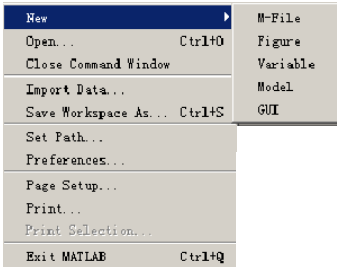 New
Open... Ctrl+O
Close Command Window
Import Data...
Save Workspace As... Ctrl+S
Set Path...
Preferences...
Page Setup...
Print...
Print Selection...
Exit MATLAB Ctrl+Q
M-File
Figure
Variable
Model
GUI